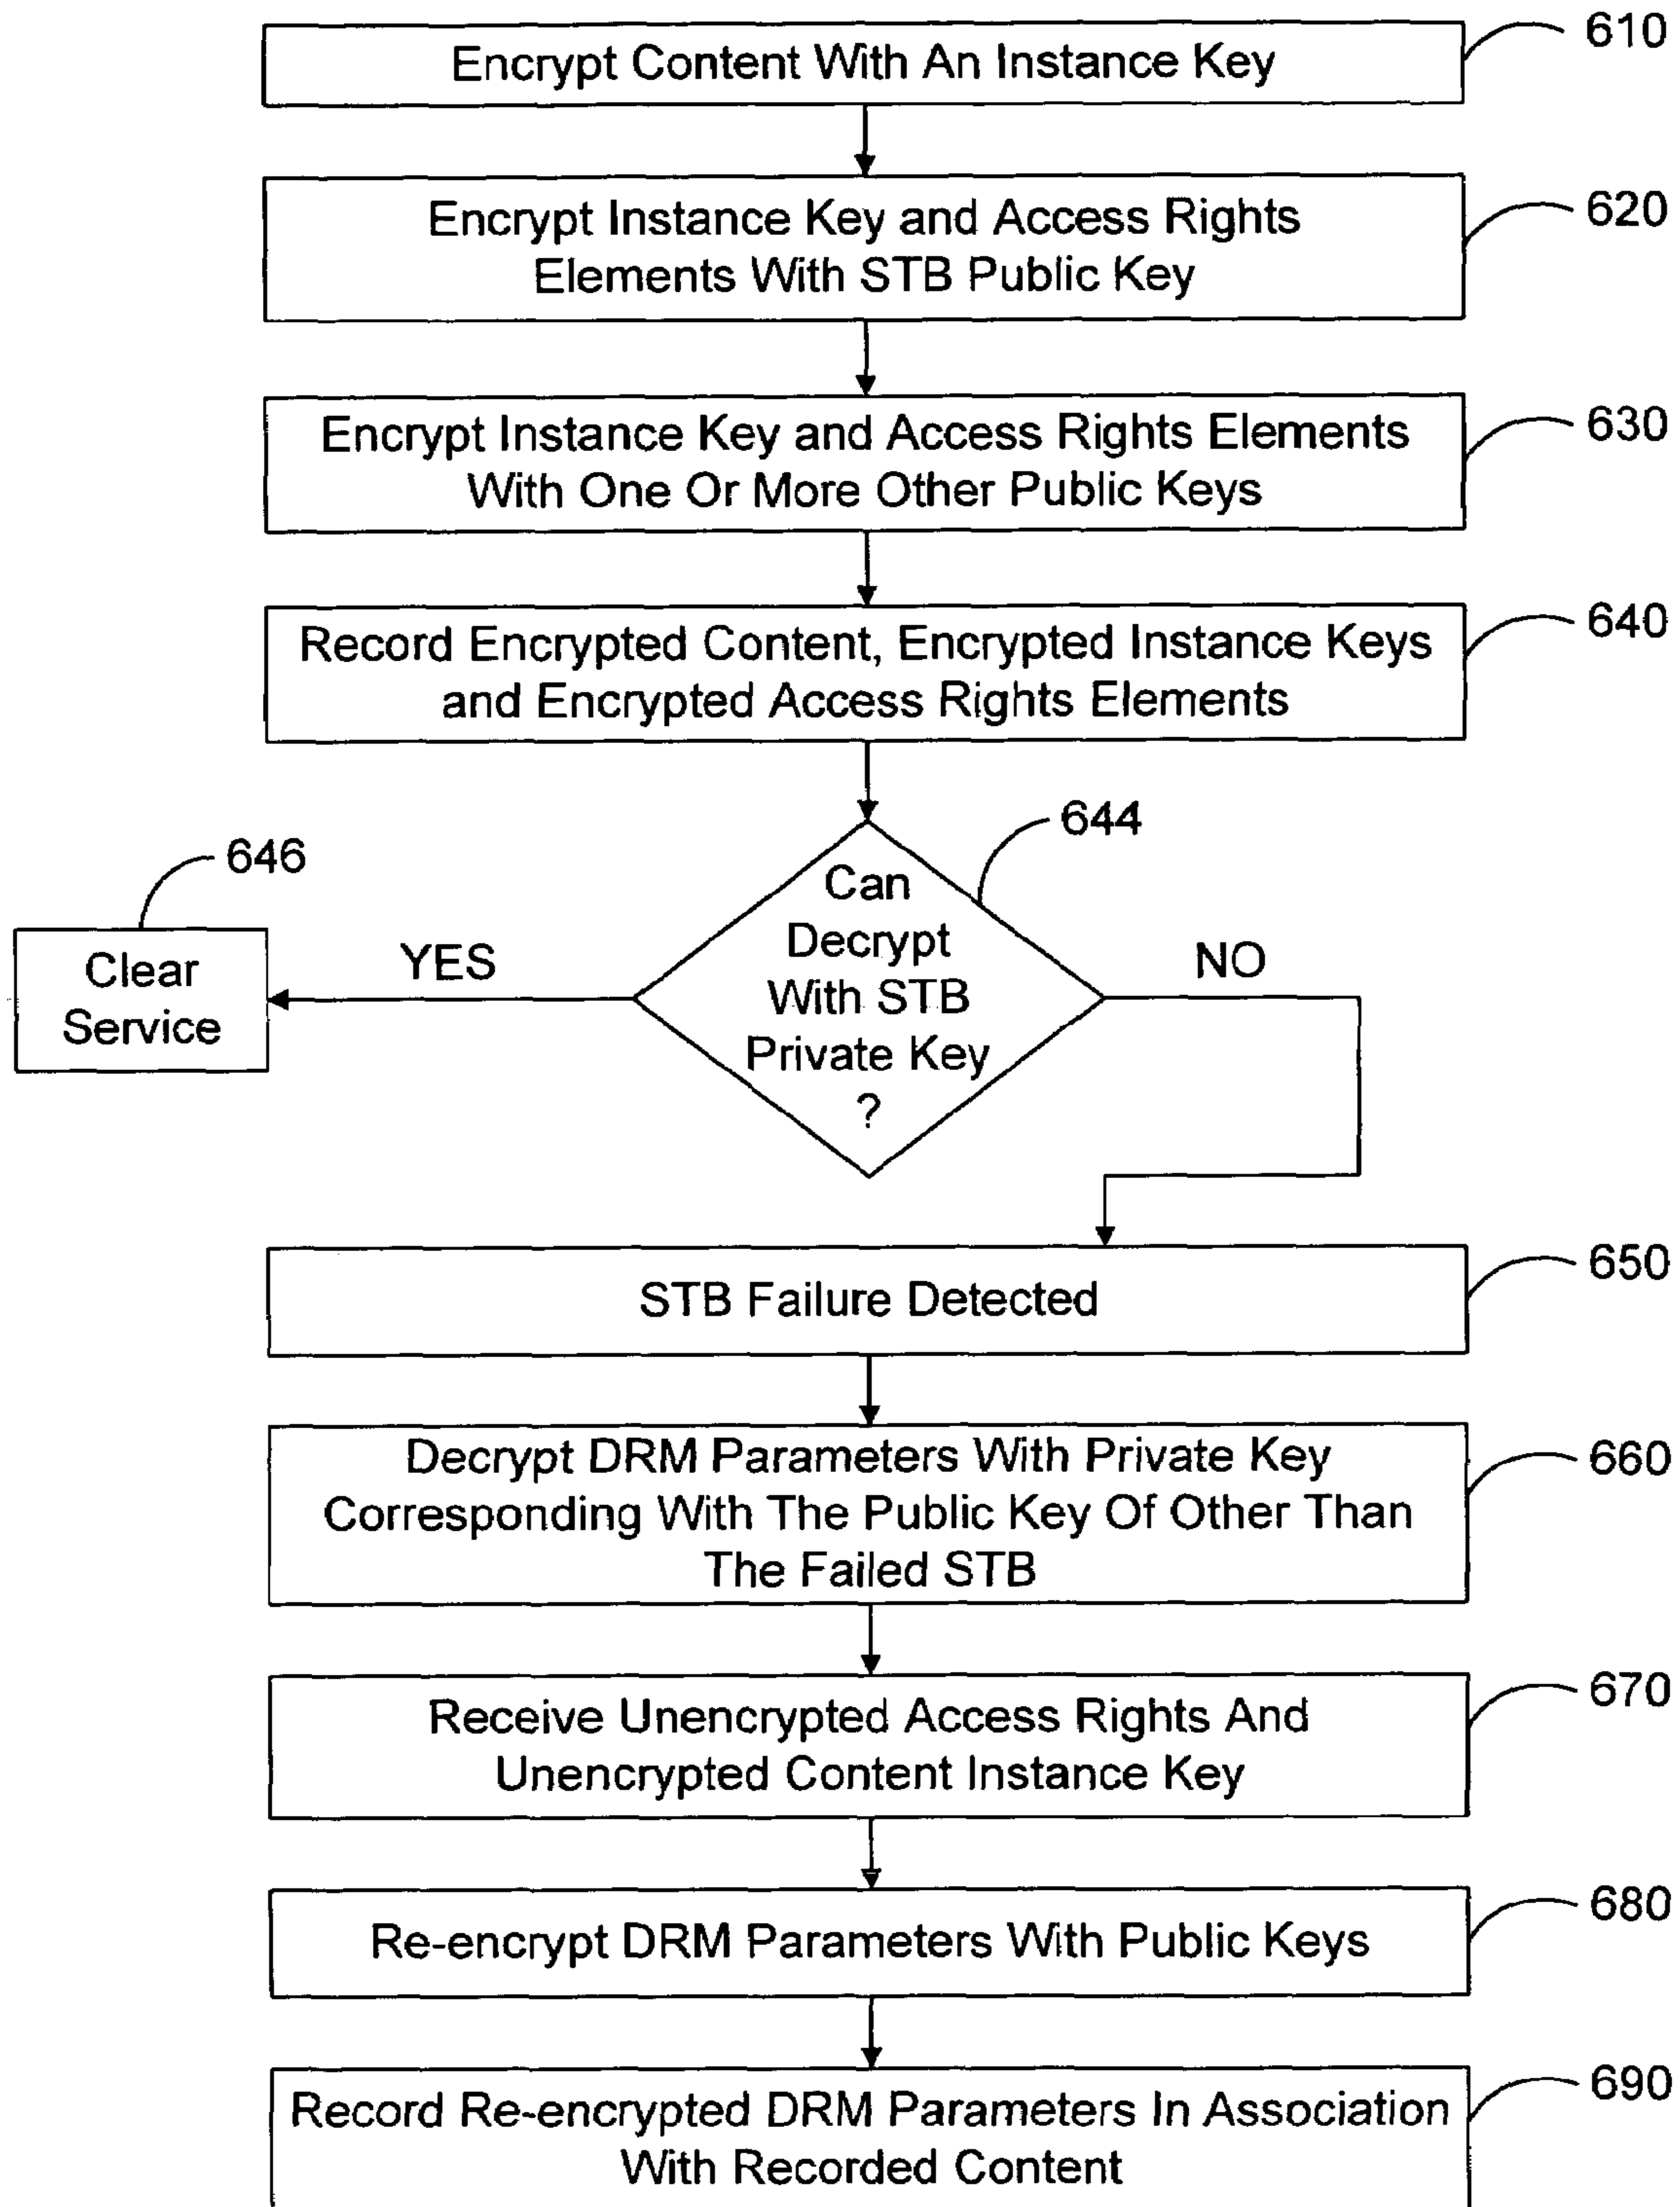 Encrypt Content With An Instance Key
610
Encrypt Instance Key and Access Rights
Elements With STB Public Key
620
Encrypt Instance Key and Access Rights Elements
With One Or More Other Public Keys
630
Record Encrypted Content, Encrypted Instance Keys
and Encrypted Access Rights Elements
640
644
Can
Decrypt
With STB
Private Key
?
YES
NO
646
Clear
Service
STB Failure Detected
650
Decrypt DRM Parameters With Private Key
Corresponding With The Public Key Of Other Than
The Failed STB
660
Receive Unencrypted Access Rights And
Unencrypted Content Instance Key
670
Re-encrypt DRM Parameters With Public Keys
680
Record Re-encrypted DRM Parameters In Association
With Recorded Content
690